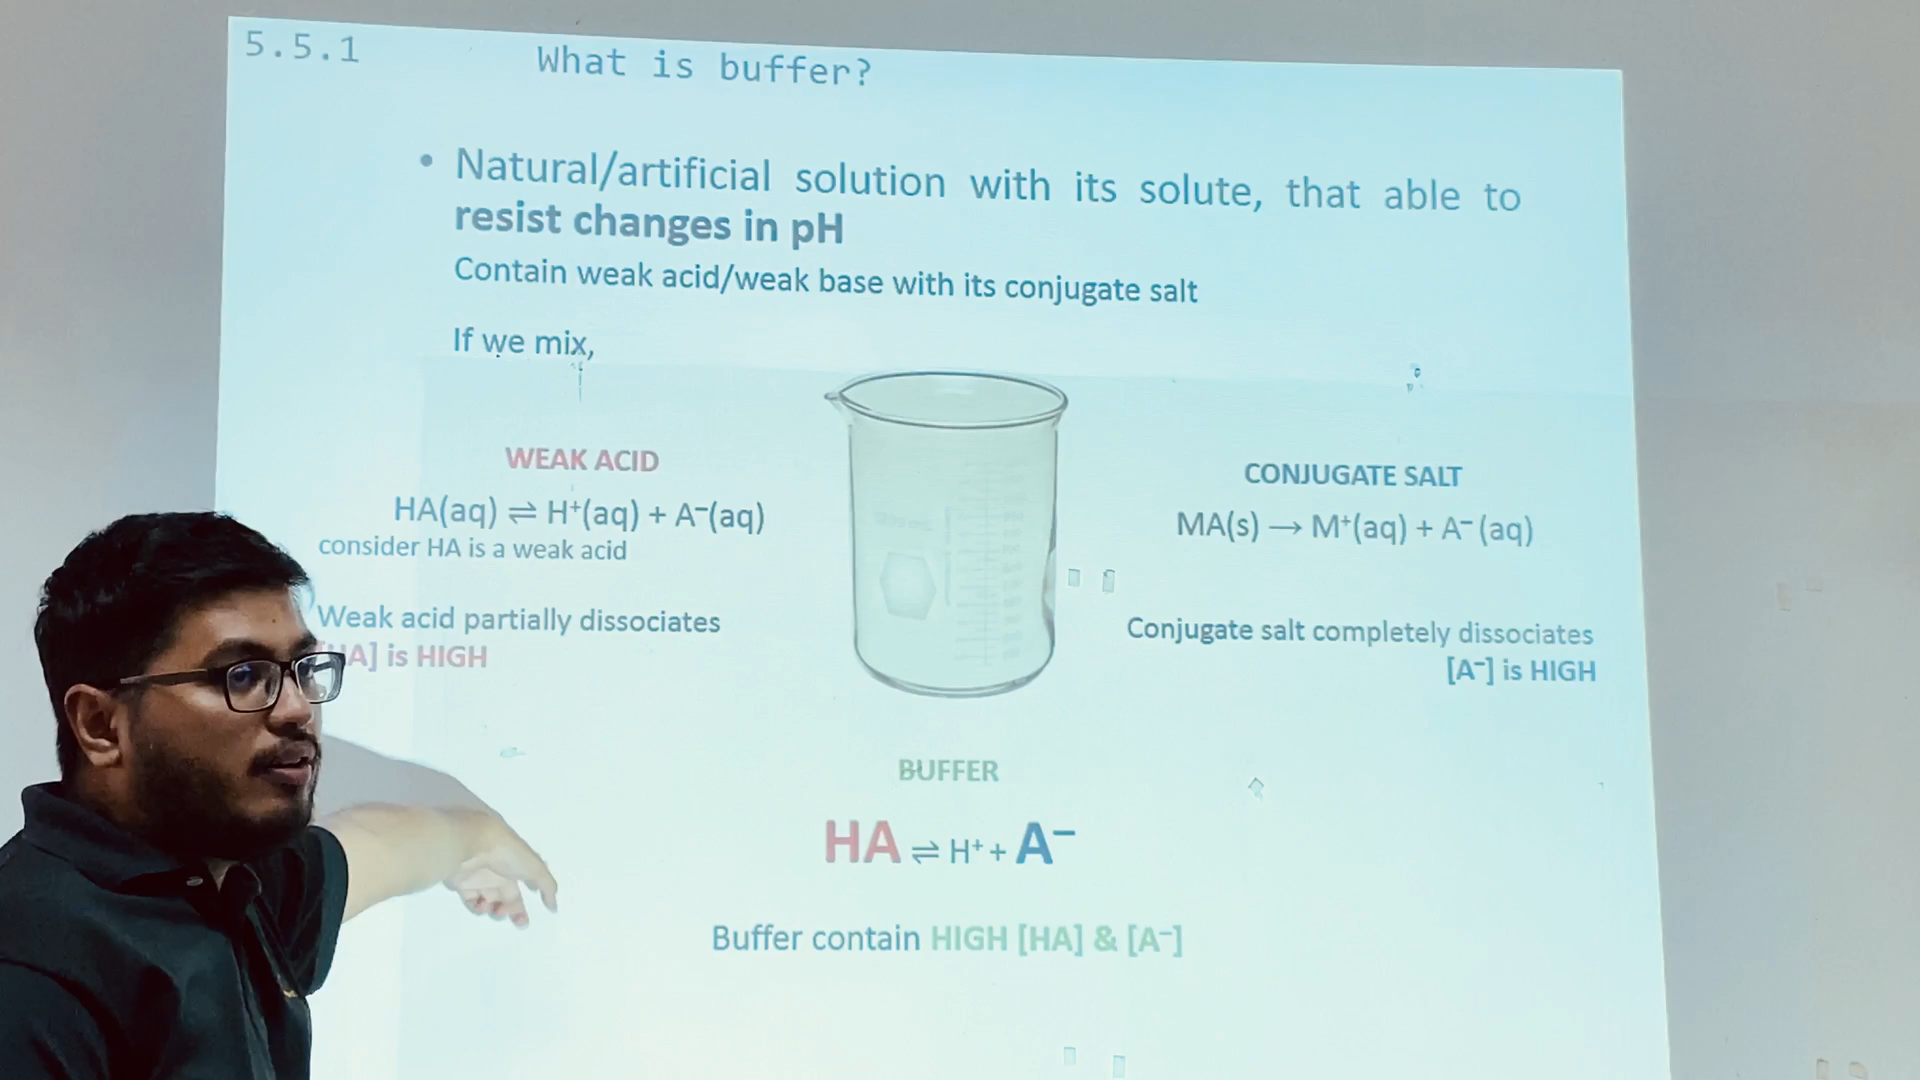 5.5.1 What is buffer?
• Natural/artificial solution with its solute, that able to
resist changes in pH
Contain weak acid/weak base with its conjugate salt
If we mix,
WEAK ACID
HA(aq) ⇌ H⁺(aq) + A⁻(aq)
consider HA is a weak acid
Weak acid partially dissociates
[HA] is HIGH
CONJUGATE SALT
MA(s) → M⁺(aq) + A⁻ (aq)
Conjugate salt completely dissociates
[A⁻] is HIGH
BUFFER
HA ⇌ H⁺ + A⁻
Buffer contain HIGH [HA] & [A⁻]